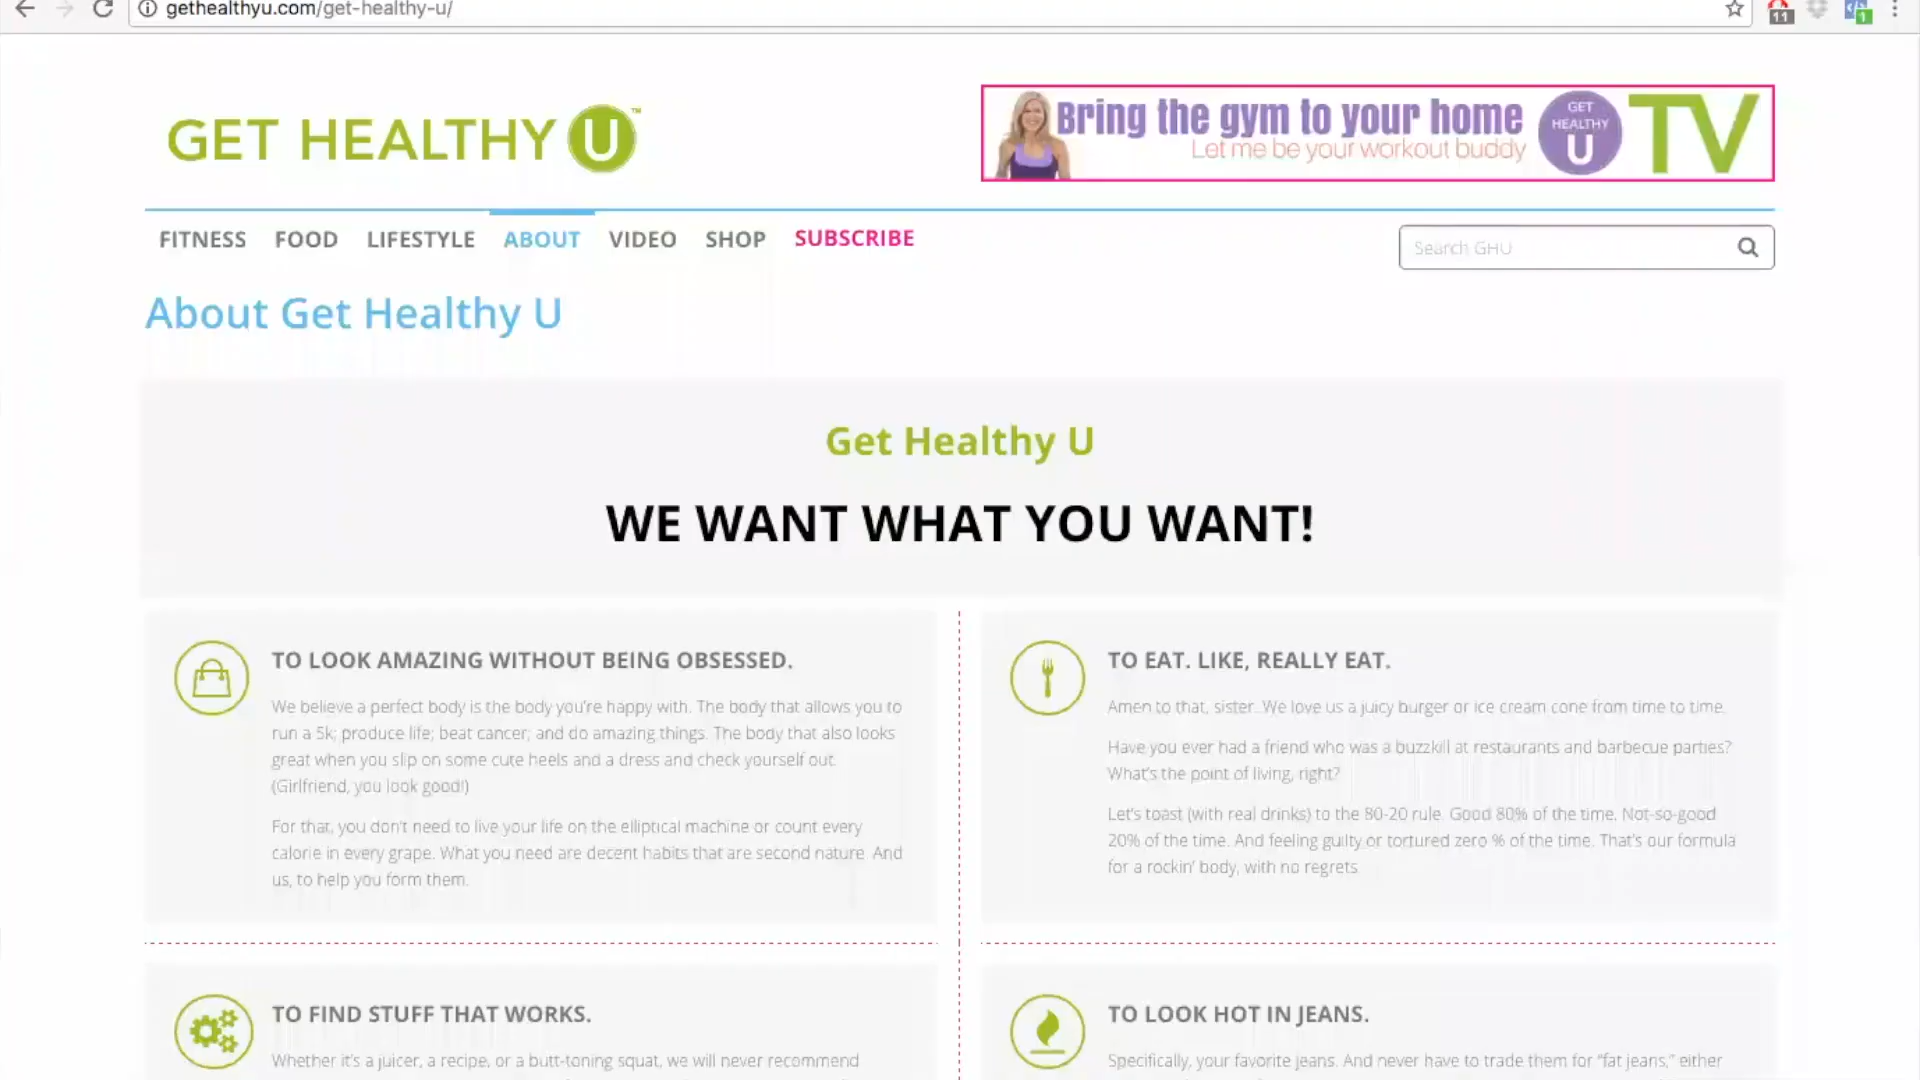 gethealthyu.com/get-healthy-u/
11
1
GET HEALTHY U™
Bring the gym to your home
Let me be your workout buddy
GET
HEALTHY
U
TV
FITNESS FOOD LIFESTYLE ABOUT VIDEO SHOP SUBSCRIBE
Search GHU
About Get Healthy U
Get Healthy U
WE WANT WHAT YOU WANT!
TO LOOK AMAZING WITHOUT BEING OBSESSED.
We believe a perfect body is the body you're happy with. The body that allows you to
run a 5k; produce life; beat cancer; and do amazing things. The body that also looks
great when you slip on some cute heels and a dress and check yourself out.
(Girlfriend, you look good!)
For that, you don't need to live your life on the elliptical machine or count every
calorie in every grape. What you need are decent habits that are second nature. And
us, to help you form them.
TO EAT. LIKE, REALLY EAT.
Amen to that, sister. We love us a juicy burger or ice cream cone from time to time.
Have you ever had a friend who was a buzzkill at restaurants and barbecue parties?
What's the point of living, right?
Let's toast (with real drinks) to the 80-20 rule. Good 80% of the time. Not-so-good
20% of the time. And feeling guilty or tortured zero % of the time. That's our formula
for a rockin' body, with no regrets.
TO FIND STUFF THAT WORKS.
Whether it's a juicer, a recipe, or a butt-toning squat, we will never recommend
TO LOOK HOT IN JEANS.
Specifically, your favorite jeans. And never have to trade them for "fat jeans," either